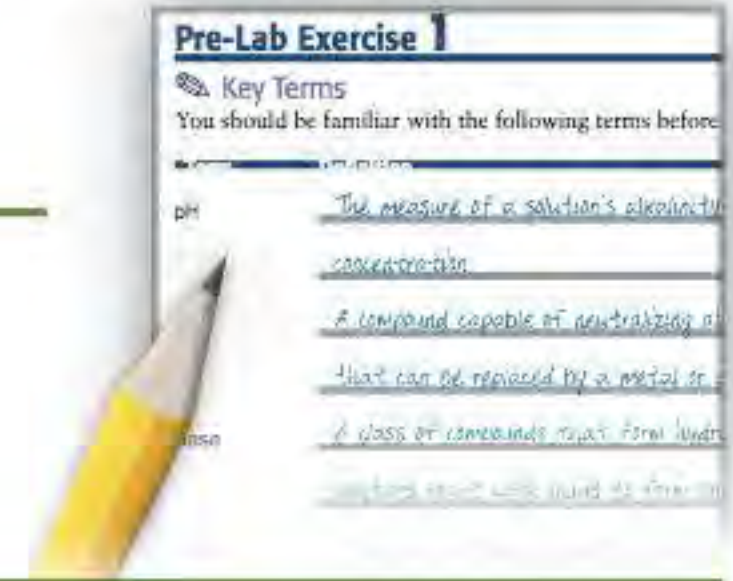 Pre-Lab Exercise 1
Key Terms
You should be familiar with the following terms before
pH The measure of a solution's alkalinity
concentration
A compound capable of neutralizing
that can be replaced by a metal or
A class of compounds that form